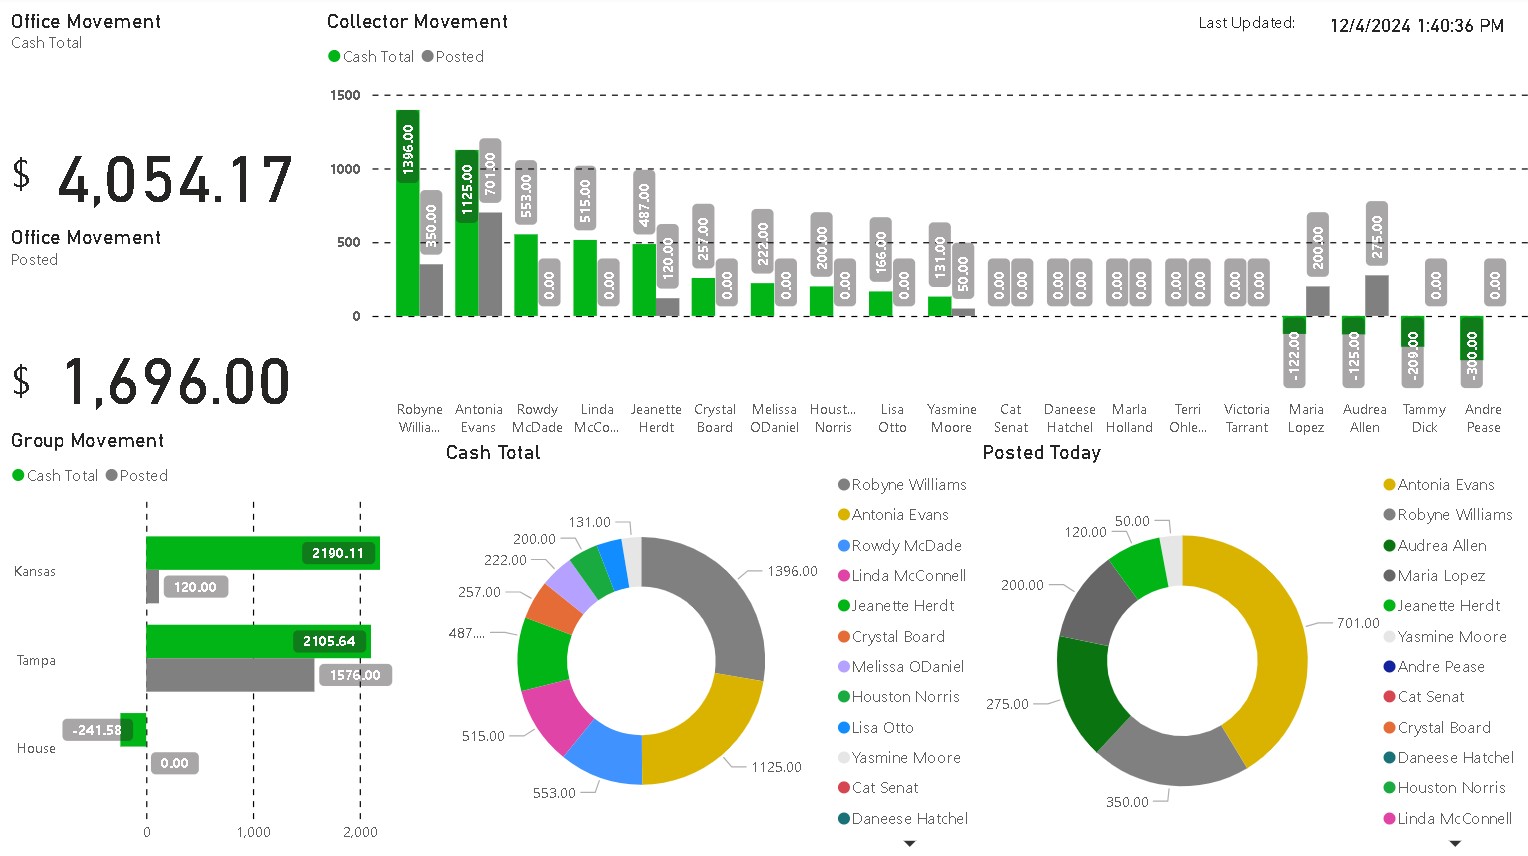 Office Movement
Cash Total
$ 4,054.17
Office Movement
Posted
$ 1,696.00
Collector Movement
Cash Total Posted
Last Updated: 12/4/2024 1:40:36 PM
1500
1000
500
0
1396.00
350.00
1125.00
701.00
553.00
0.00
515.00
0.00
487.00
120.00
257.00
0.00
222.00
0.00
200.00
0.00
166.00
0.00
131.00
50.00
0.00
0.00
0.00
0.00
0.00
0.00
0.00
0.00
0.00
0.00
-122.00
200.00
-125.00
275.00
-209.00
0.00
-300.00
0.00
Robyne
Willia...
Antonia
Evans
Rowdy
McDade
Linda
McCo...
Jeanette
Herdt
Crystal
Board
Melissa
ODaniel
Houst...
Norris
Lisa
Otto
Yasmine
Moore
Cat
Senat
Daneese
Hatchel
Marla
Holland
Terri
Ohle...
Victoria
Tarrant
Maria
Lopez
Audrea
Allen
Tammy
Dick
Andre
Pease
Group Movement
Cash Total Posted
Kansas
2190.11
120.00
Tampa
2105.64
1576.00
House
-241.58
0.00
0 1,000 2,000
Cash Total
131.00
200.00
222.00
257.00
487....
515.00
553.00
1125.00
1396.00
Robyne Williams
Antonia Evans
Rowdy McDade
Linda McConnell
Jeanette Herdt
Crystal Board
Melissa ODaniel
Houston Norris
Lisa Otto
Yasmine Moore
Cat Senat
Daneese Hatchel
Posted Today
50.00
120.00
200.00
275.00
350.00
701.00
Antonia Evans
Robyne Williams
Audrea Allen
Maria Lopez
Jeanette Herdt
Yasmine Moore
Andre Pease
Cat Senat
Crystal Board
Daneese Hatchel
Houston Norris
Linda McConnell